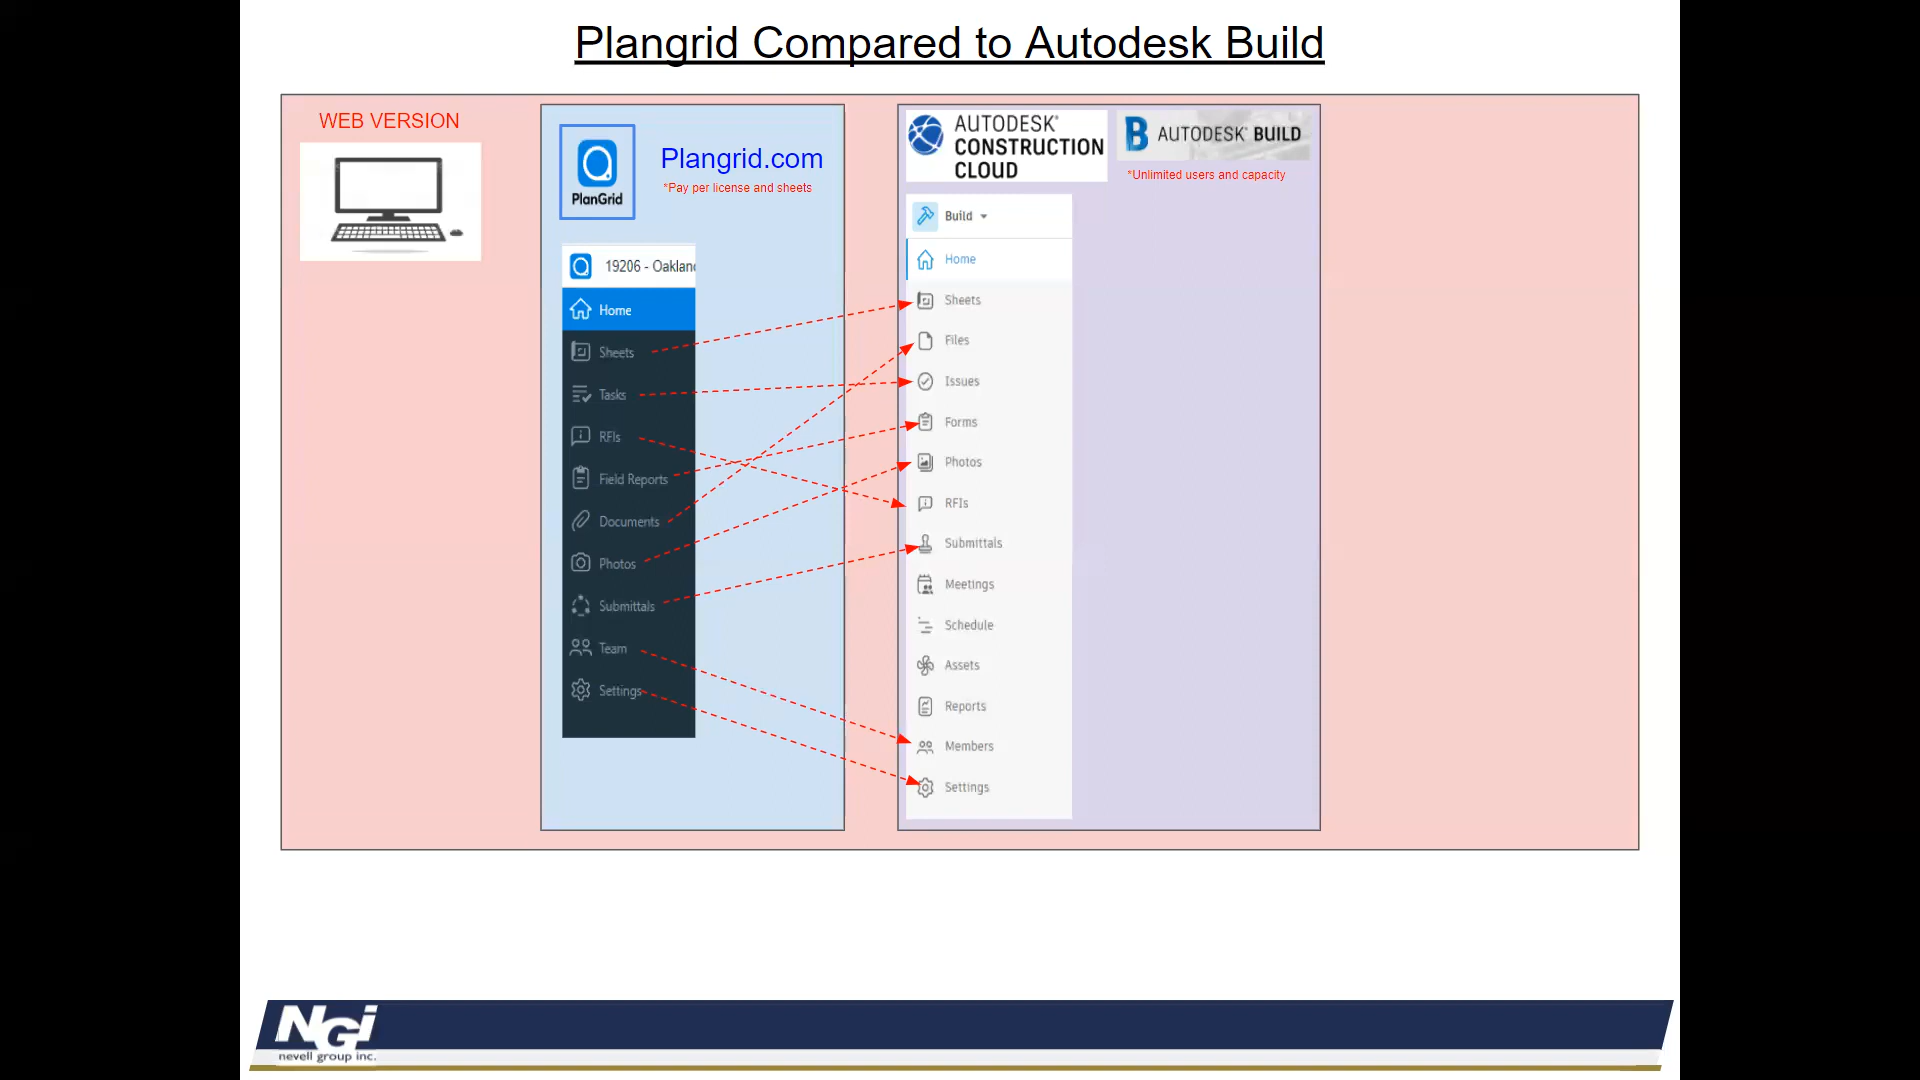 Plangrid Compared to Autodesk Build
WEB VERSION
PlanGrid
Plangrid.com
*Pay per license and sheets
19206 - Oakland
Home
Sheets
Tasks
RFIs
Field Reports
Documents
Photos
Submittals
Team
Settings
AUTODESK®
CONSTRUCTION
CLOUD
B AUTODESK® BUILD
*Unlimited users and capacity
Build
Home
Sheets
Files
Issues
Forms
Photos
RFIs
Submittals
Meetings
Schedule
Assets
Reports
Members
Settings
NGI
nevell group inc.